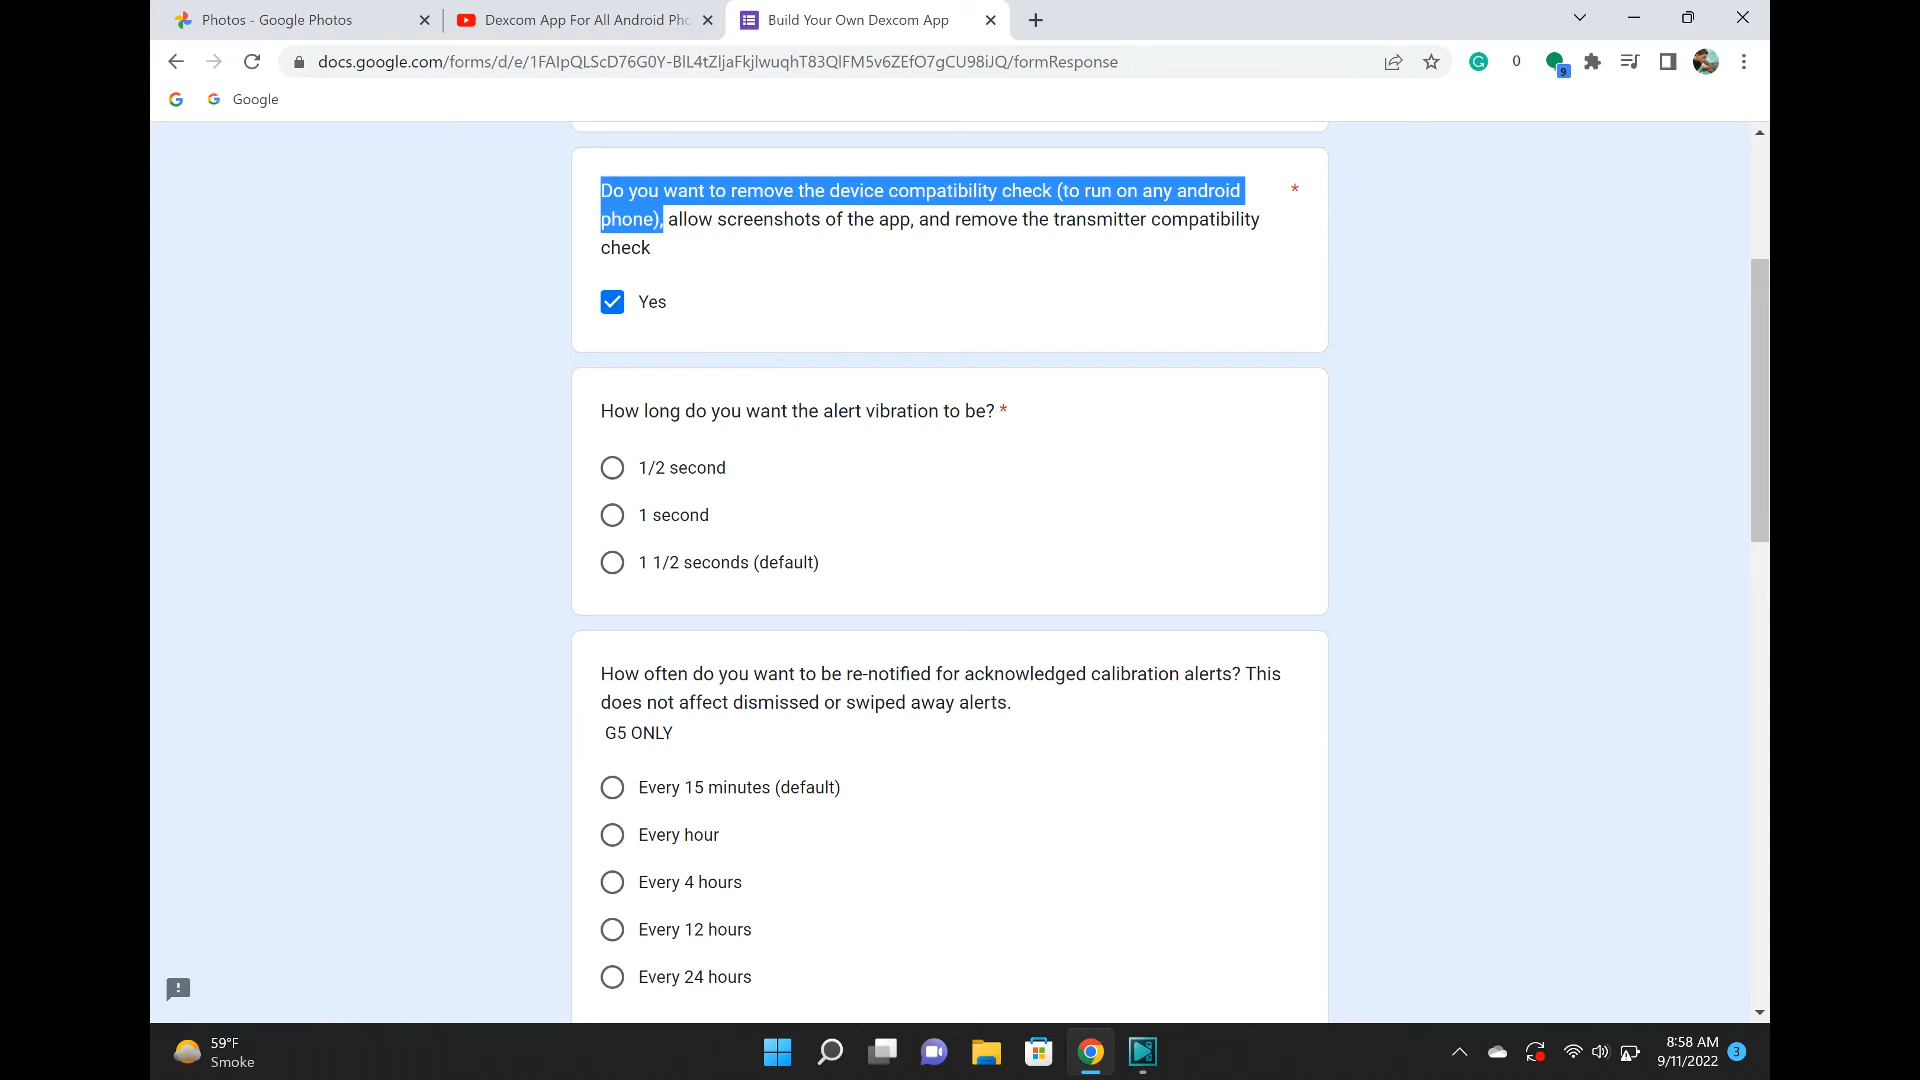 Photos - Google Photos
Dexcom App For All Android Pho
Build Your Own Dexcom App
docs.google.com/forms/d/e/1FAIpQLScD76G0Y-BlL4tZljaFkjlwuqhT83QlFM5v6ZEfO7gCU98iJQ/formResponse
0
9
Google
Do you want to remove the device compatibility check (to run on any android *
phone), allow screenshots of the app, and remove the transmitter compatibility
check
Yes
How long do you want the alert vibration to be? *
1/2 second
1 second
1 1/2 seconds (default)
How often do you want to be re-notified for acknowledged calibration alerts? This
does not affect dismissed or swiped away alerts.
G5 ONLY
Every 15 minutes (default)
Every hour
Every 4 hours
Every 12 hours
Every 24 hours
59°F
Smoke
8:58 AM
9/11/2022
3